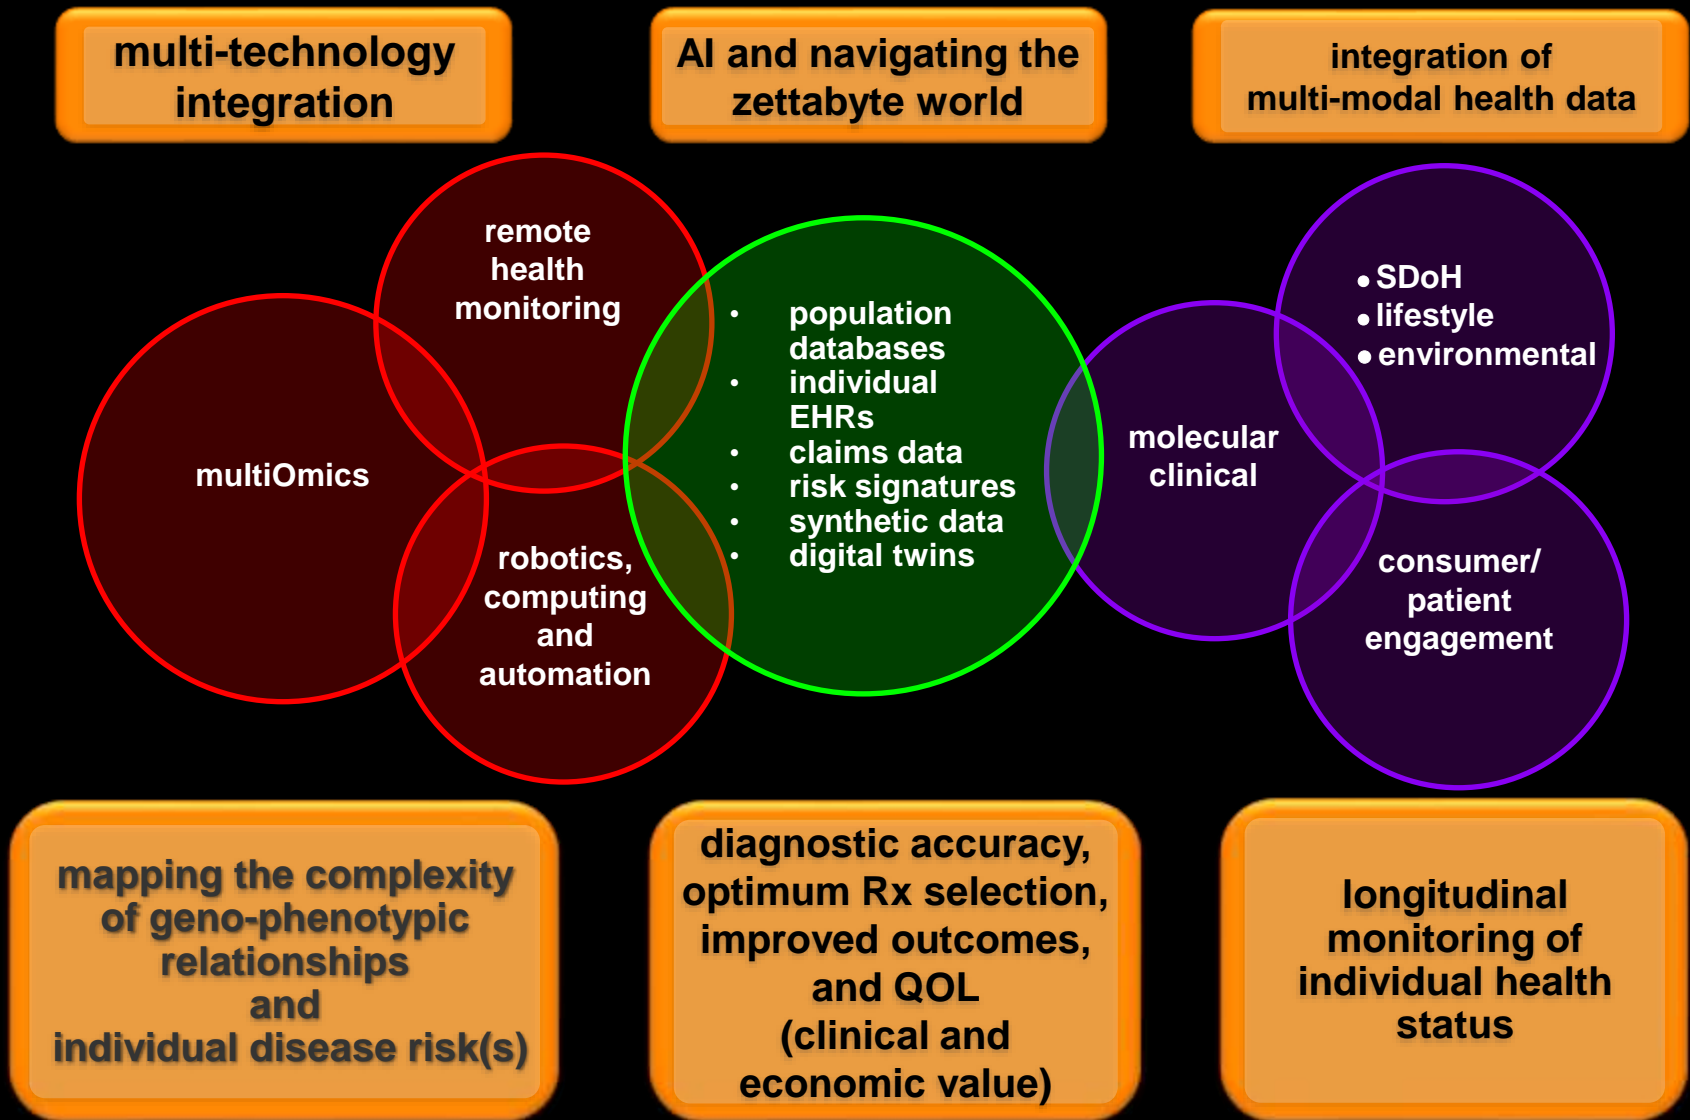 multi-technology
integration
AI and navigating the
zettabyte world
integration of
multi-modal health data
remote
health
monitoring
multiOmics
robotics,
computing
and
automation
· population
databases
· individual
EHRs
· claims data
· risk signatures
· synthetic data
· digital twins
molecular
clinical
• SDoH
• lifestyle
• environmental
consumer/
patient
engagement
mapping the complexity
of geno-phenotypic
relationships
and
individual disease risk(s)
diagnostic accuracy,
optimum Rx selection,
improved outcomes,
and QOL
(clinical and
economic value)
longitudinal
monitoring of
individual health
status